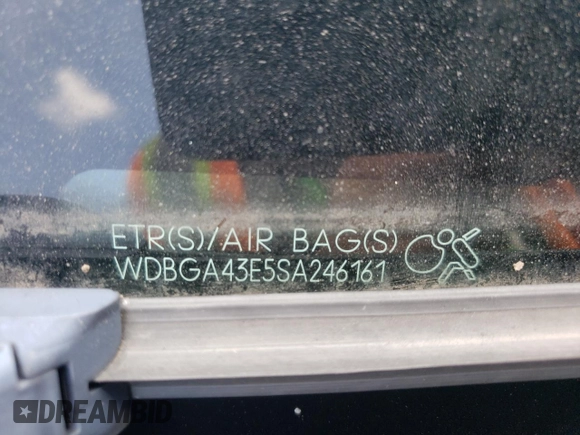 ETR(S)/AIR BAG(S)
WDBGA43E5SA246161
DREAMBID